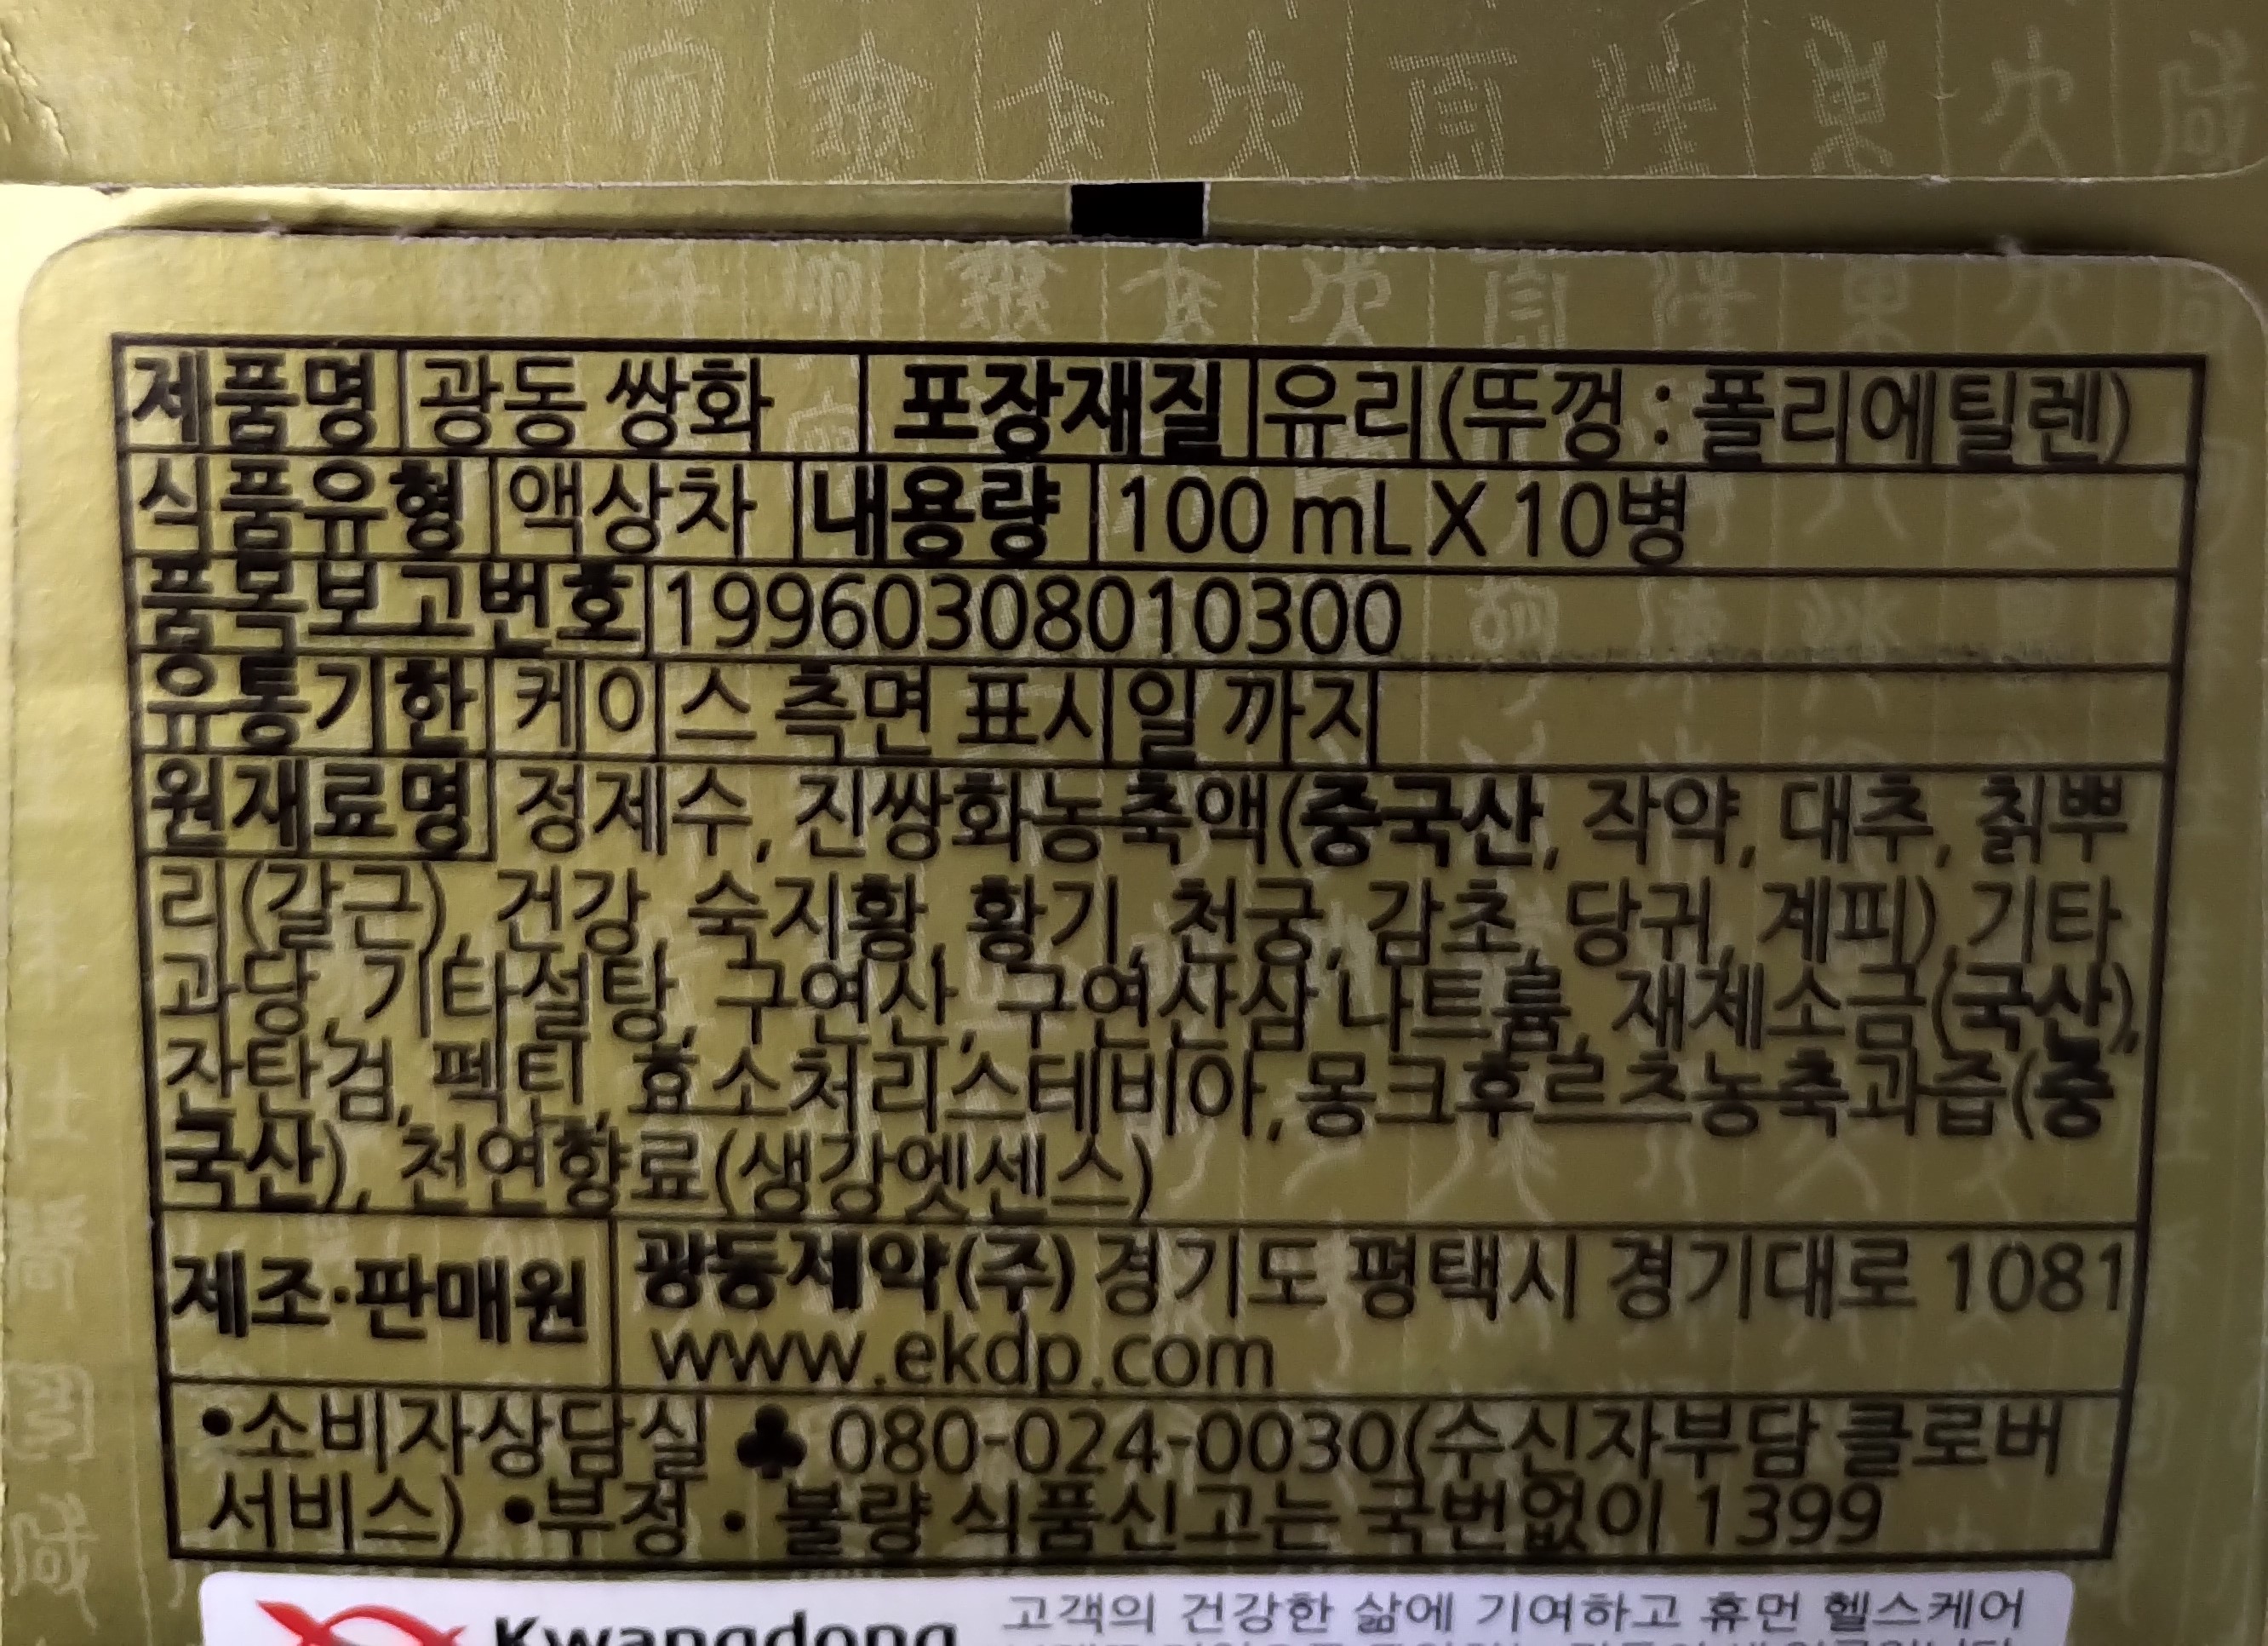 제품명 광동 쌍화 포장재질 유리(뚜껑 : 폴리에틸렌)
식품유형 액상차 내용량 100 mL X 10병
품목보고번호 19960308010300
유통기한 케이스 측면 표시일 까지
원재료명 정제수, 진쌍화농축액(중국산, 작약, 대추, 칡뿌
리(갈근), 건강, 숙지황, 황기, 천궁, 감초, 당귀, 계피), 기타
과당, 기타설탕, 구연산, 구연산삼나트륨, 재제소금(국산),
잔탄검, 펙틴, 효소처리스테비아, 몽크후르츠농축과즙(중
국산), 천연향료(생강엣센스)
제조·판매원 광동제약(주) 경기도 평택시 경기대로 1081
www.ekdp.com
•소비자상담실 ♣ 080-024-0030(수신자부담 클로버
서비스) •부정 · 불량 식품신고는 국번없이 1399
Kwangdong 고객의 건강한 삶에 기여하고 휴먼 헬스케어